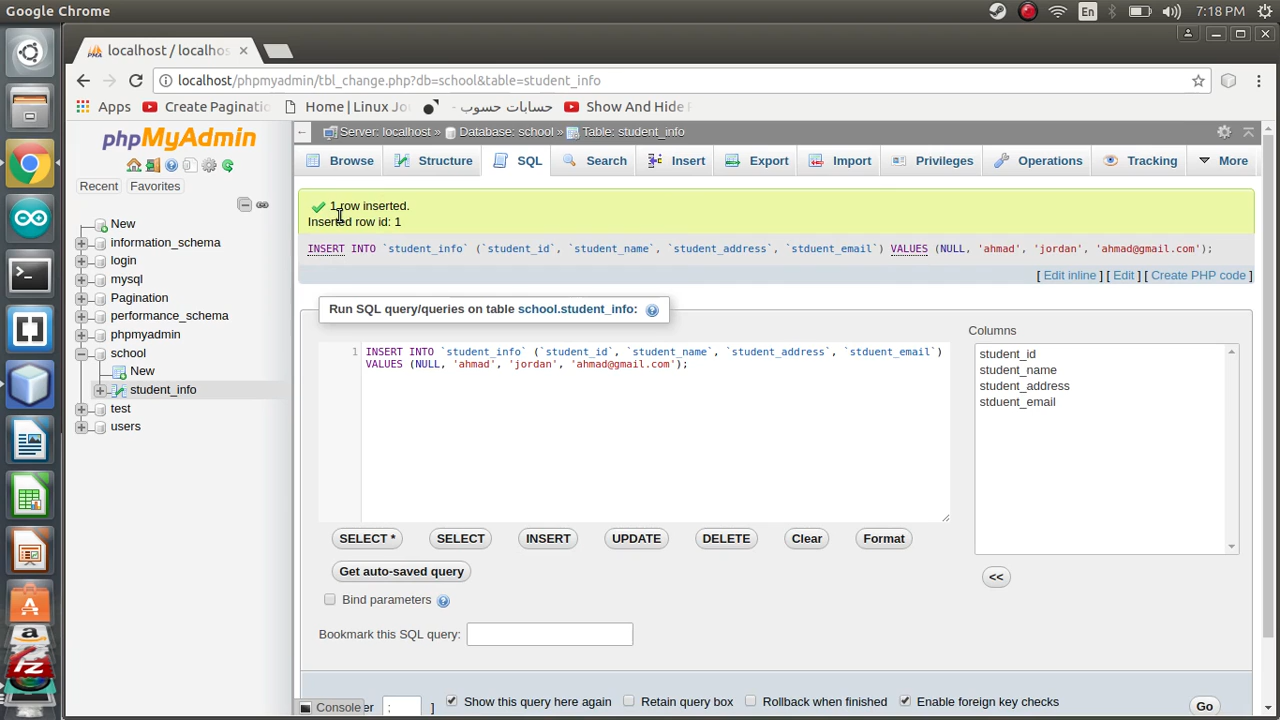 Google Chrome
En
7:18 PM
localhost / localhos
localhost/phpmyadmin/tbl_change.php?db=school&table=student_info
Apps
Create Paginatio
Home | Linux Jou
حسابات حسوب -
Show And Hide
phpMyAdmin
Recent
Favorites
New
information_schema
login
mysql
Pagination
performance_schema
phpmyadmin
school
New
student_info
test
users
Server: localhost » Database: school » Table: student_info
Browse
Structure
SQL
Search
Insert
Export
Import
Privileges
Operations
Tracking
More
1 row inserted.
Inserted row id: 1
INSERT INTO `student_info` (`student_id`, `student_name`, `student_address`, `stduent_email`) VALUES (NULL, 'ahmad', 'jordan', 'ahmad@gmail.com');
[ Edit inline ] [ Edit ] [ Create PHP code ]
Run SQL query/queries on table school.student_info:
1
INSERT INTO `student_info` (`student_id`, `student_name`, `student_address`, `stduent_email`)
VALUES (NULL, 'ahmad', 'jordan', 'ahmad@gmail.com');
Columns
student_id
student_name
student_address
stduent_email
<<
SELECT *
SELECT
INSERT
UPDATE
DELETE
Clear
Format
Get auto-saved query
Bind parameters
Bookmark this SQL query:
Console
er
;
]
Show this query here again
Retain query box
Rollback when finished
Enable foreign key checks
Go